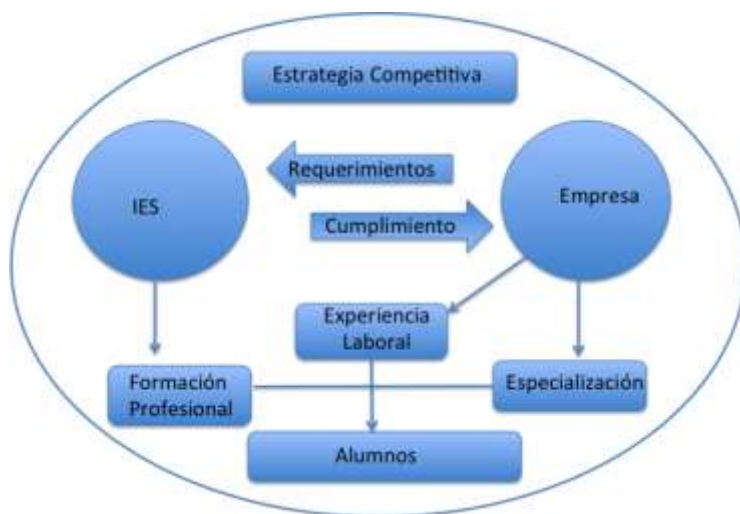 Estrategia Competitiva
Requerimientos
IES
Empresa
Cumplimiento
Experiencia
Laboral
Formación
Profesional
Especialización
Alumnos